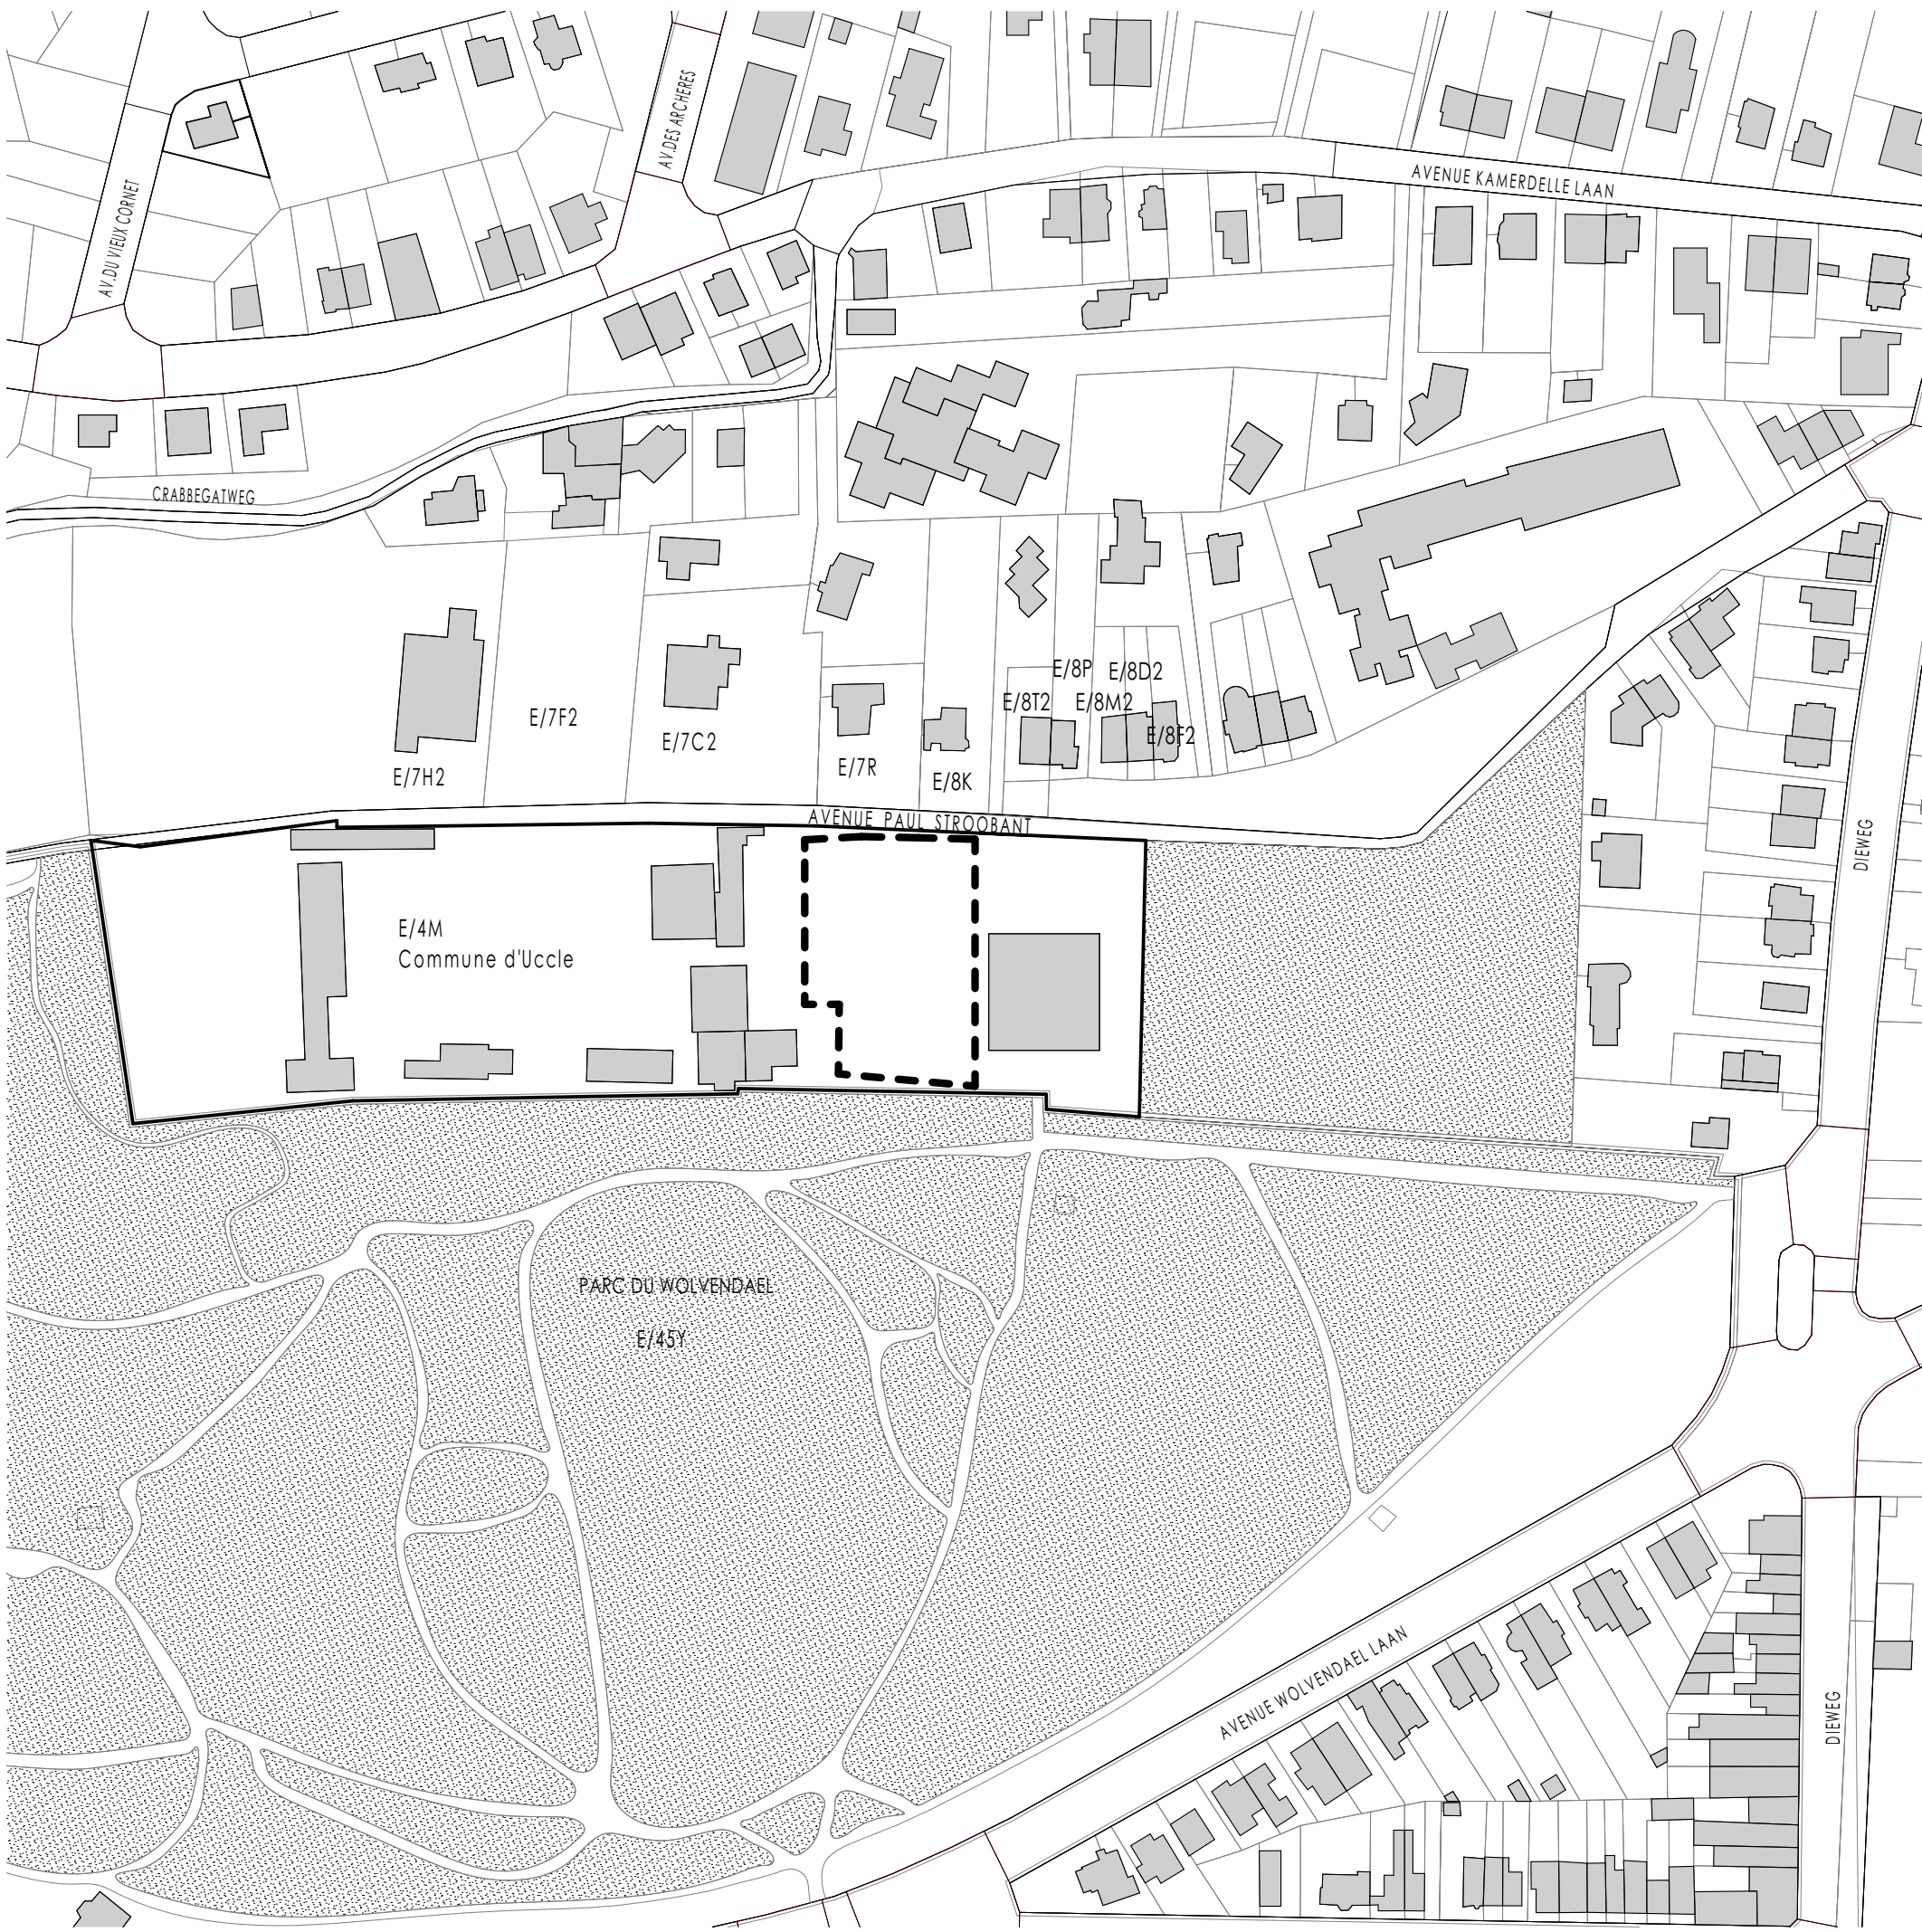 AV.DES ARCHERES
AVENUE KAMERDELLE LAAN
AV.DU VIEUX CORNET
CRABBEGATWEG
E/8P
E/8D2
E/8T2
E/8M2
E/7F2
E/8F2
E/7C2
E/7R
E/7H2
E/8K
AVENUE PAUL STROOBANT
DIEWEG
E/4M
Commune d'Uccle
PARC DU WOLVENDAEL
E/45Y
AVENUE WOLVENDAEL LAAN
DIEWEG